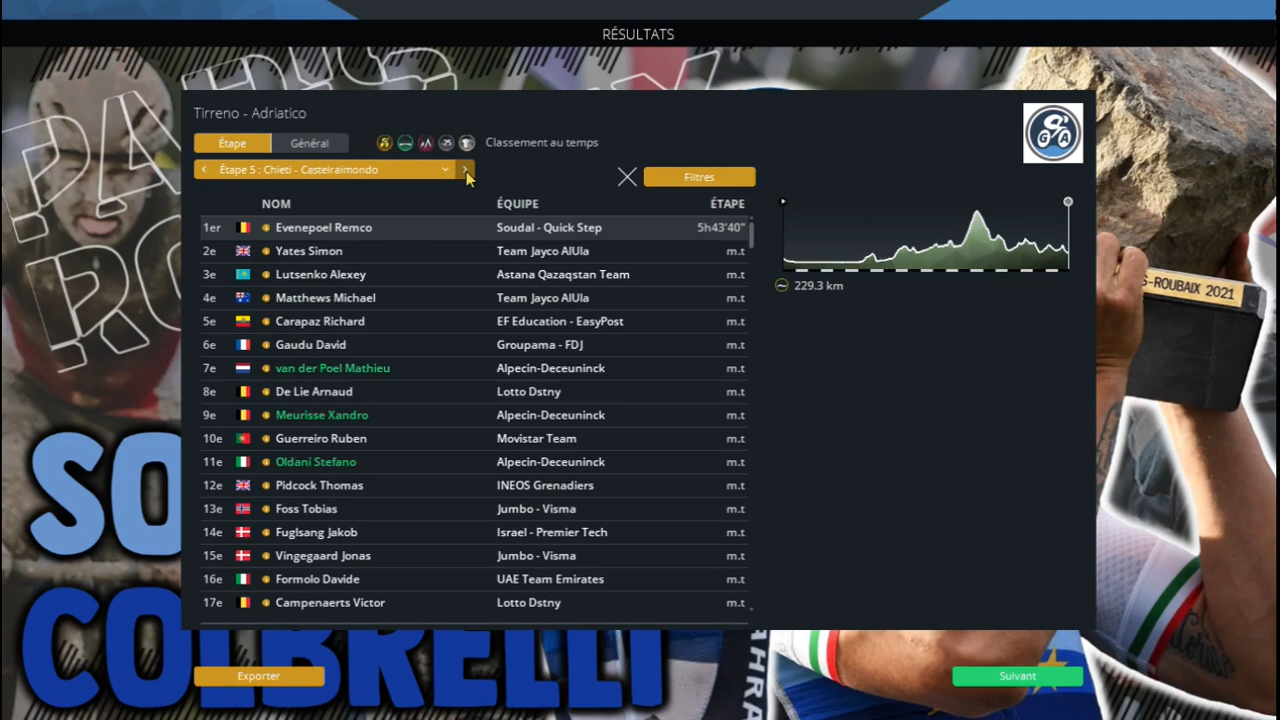 RÉSULTATS
Tirreno - Adriatico
Étape Général Classement au temps
Étape 5 : Chieti - Castelraimondo
Filtres
NOM ÉQUIPE ÉTAPE
1er Evenepoel Remco Soudal - Quick Step 5h43'40"
2e Yates Simon Team Jayco AlUla m.t
3e Lutsenko Alexey Astana Qazaqstan Team m.t
4e Matthews Michael Team Jayco AlUla m.t
5e Carapaz Richard EF Education - EasyPost m.t
6e Gaudu David Groupama - FDJ m.t
7e van der Poel Mathieu Alpecin-Deceuninck m.t
8e De Lie Arnaud Lotto Dstny m.t
9e Meurisse Xandro Alpecin-Deceuninck m.t
10e Guerreiro Ruben Movistar Team m.t
11e Oldani Stefano Alpecin-Deceuninck m.t
12e Pidcock Thomas INEOS Grenadiers m.t
13e Foss Tobias Jumbo - Visma m.t
14e Fuglsang Jakob Israel - Premier Tech m.t
15e Vingegaard Jonas Jumbo - Visma m.t
16e Formolo Davide UAE Team Emirates m.t
17e Campenaerts Victor Lotto Dstny m.t
229.3 km
S-ROUBAIX 2021
SO
COLBRELLI
AHRA
Exporter
Suivant